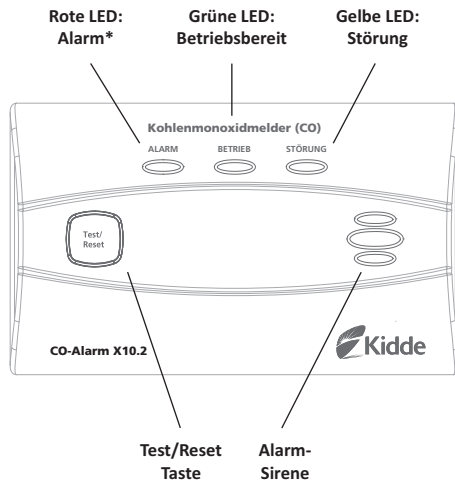 Rote LED:
Alarm*
Grüne LED:
Betriebsbereit
Gelbe LED:
Störung
Kohlenmonoxidmelder (CO)
ALARM
BETRIEB
STÖRUNG
Test/
Reset
CO-Alarm X10.2
Kidde
Test/Reset
Taste
Alarm-
Sirene